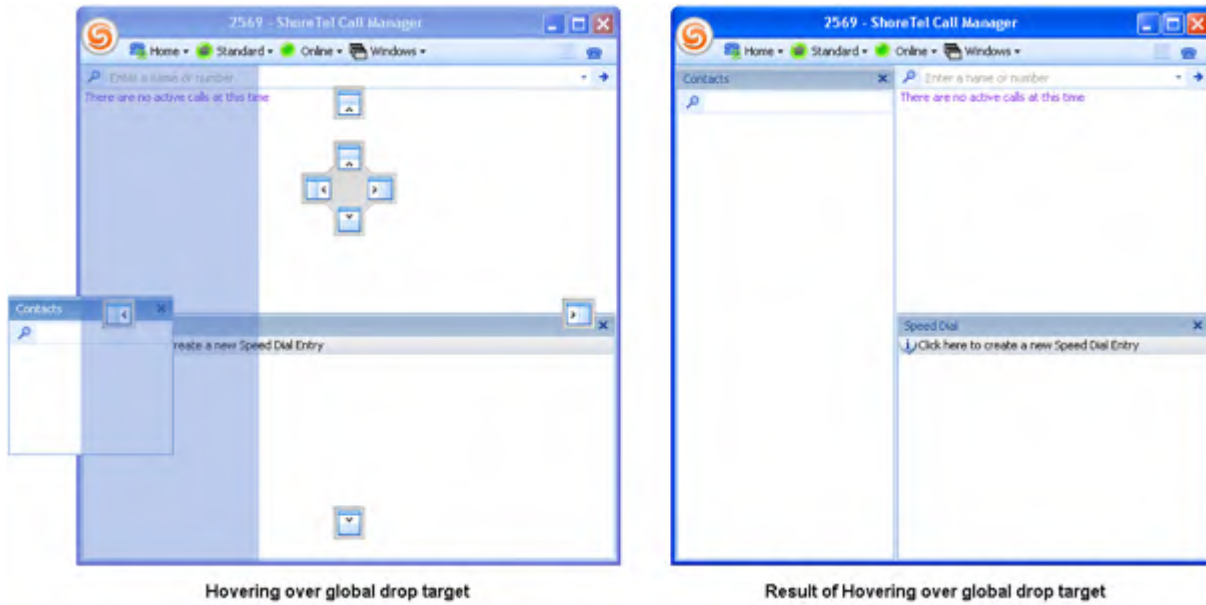 2569 - ShoreTel Call Manager
Home Standard Online Windows
Enter a name or number
There are no active calls at this time
Contacts
reate a new Speed Dial Entry
Hovering over global drop target
2569 - ShoreTel Call Manager
Home Standard Online Windows
Contacts
Enter a name or number
There are no active calls at this time
Speed Dial
Click here to create a new Speed Dial Entry
Result of Hovering over global drop target